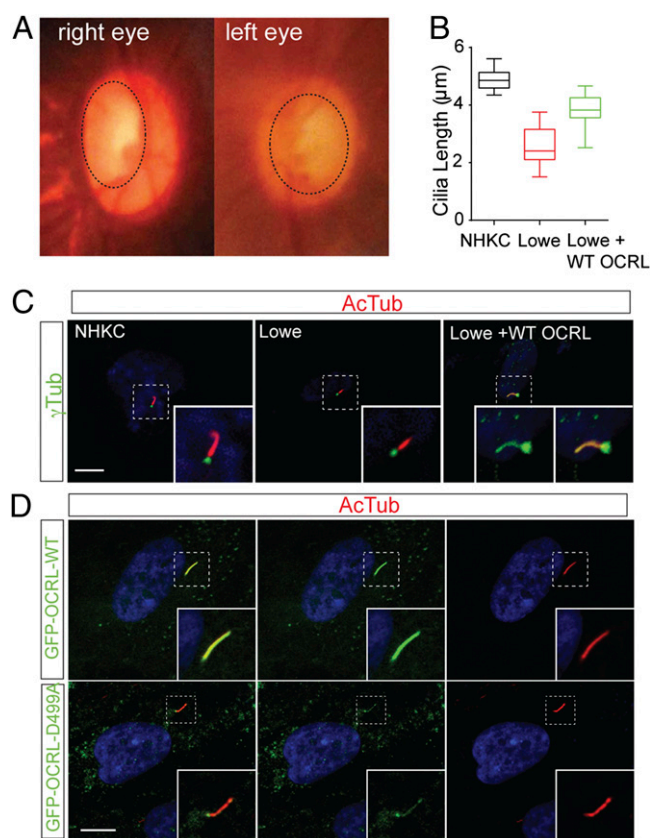 A
right eye
left eye
B
Cilia Length (µm)
6
4
2
0
NHKC
Lowe
Lowe +
WT OCRL
C
AcTub
γTub
NHKC
Lowe
Lowe +WT OCRL
D
AcTub
GFP-OCRL-WT
GFP-OCRL-D499A